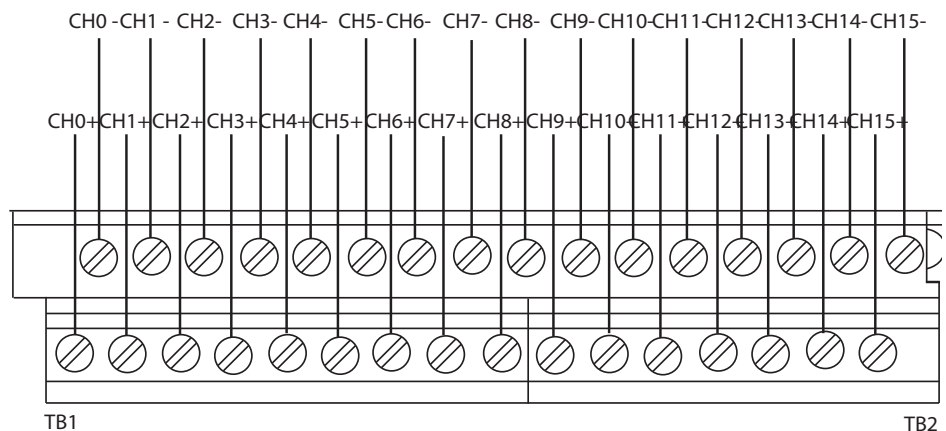 CH0 - CH1 - CH2- CH3- CH4- CH5- CH6- CH7- CH8- CH9- CH10- CH11- CH12- CH13- CH14- CH15-
CH0+ CH1+ CH2+ CH3+ CH4+ CH5+ CH6+ CH7+ CH8+ CH9+ CH10+ CH11+ CH12+ CH13+ CH14+ CH15+
TB1 TB2